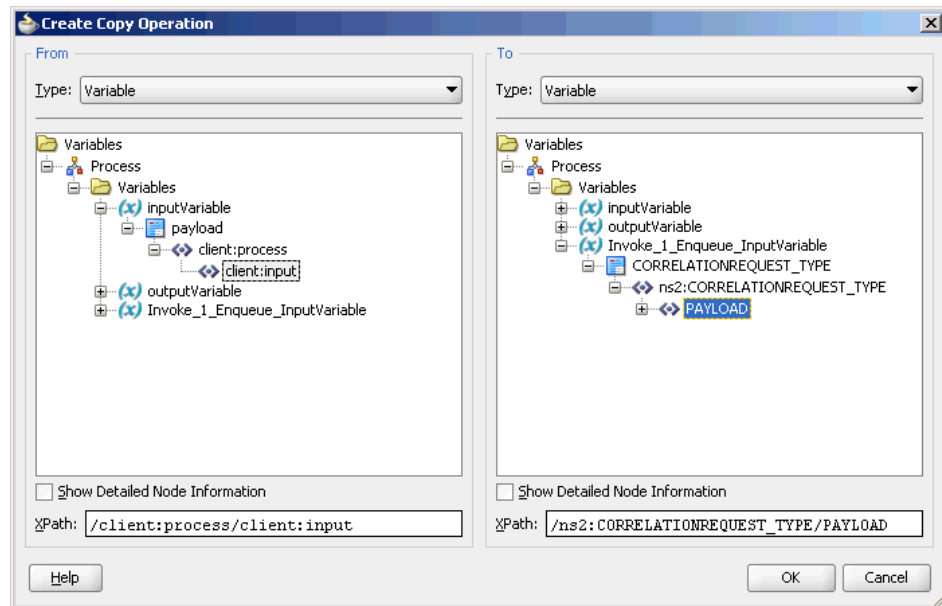 Create Copy Operation
From
Type: Variable
Variables
Process
Variables
(x) inputVariable
payload
client:process
client:input
(x) outputVariable
(x) Invoke_1_Enqueue_InputVariable
Show Detailed Node Information
XPath: /client:process/client:input
To
Type: Variable
Variables
Process
Variables
(x) inputVariable
(x) outputVariable
(x) Invoke_1_Enqueue_InputVariable
CORRELATIONREQUEST_TYPE
ns2:CORRELATIONREQUEST_TYPE
PAYLOAD
Show Detailed Node Information
XPath: /ns2:CORRELATIONREQUEST_TYPE/PAYLOAD
Help
OK
Cancel